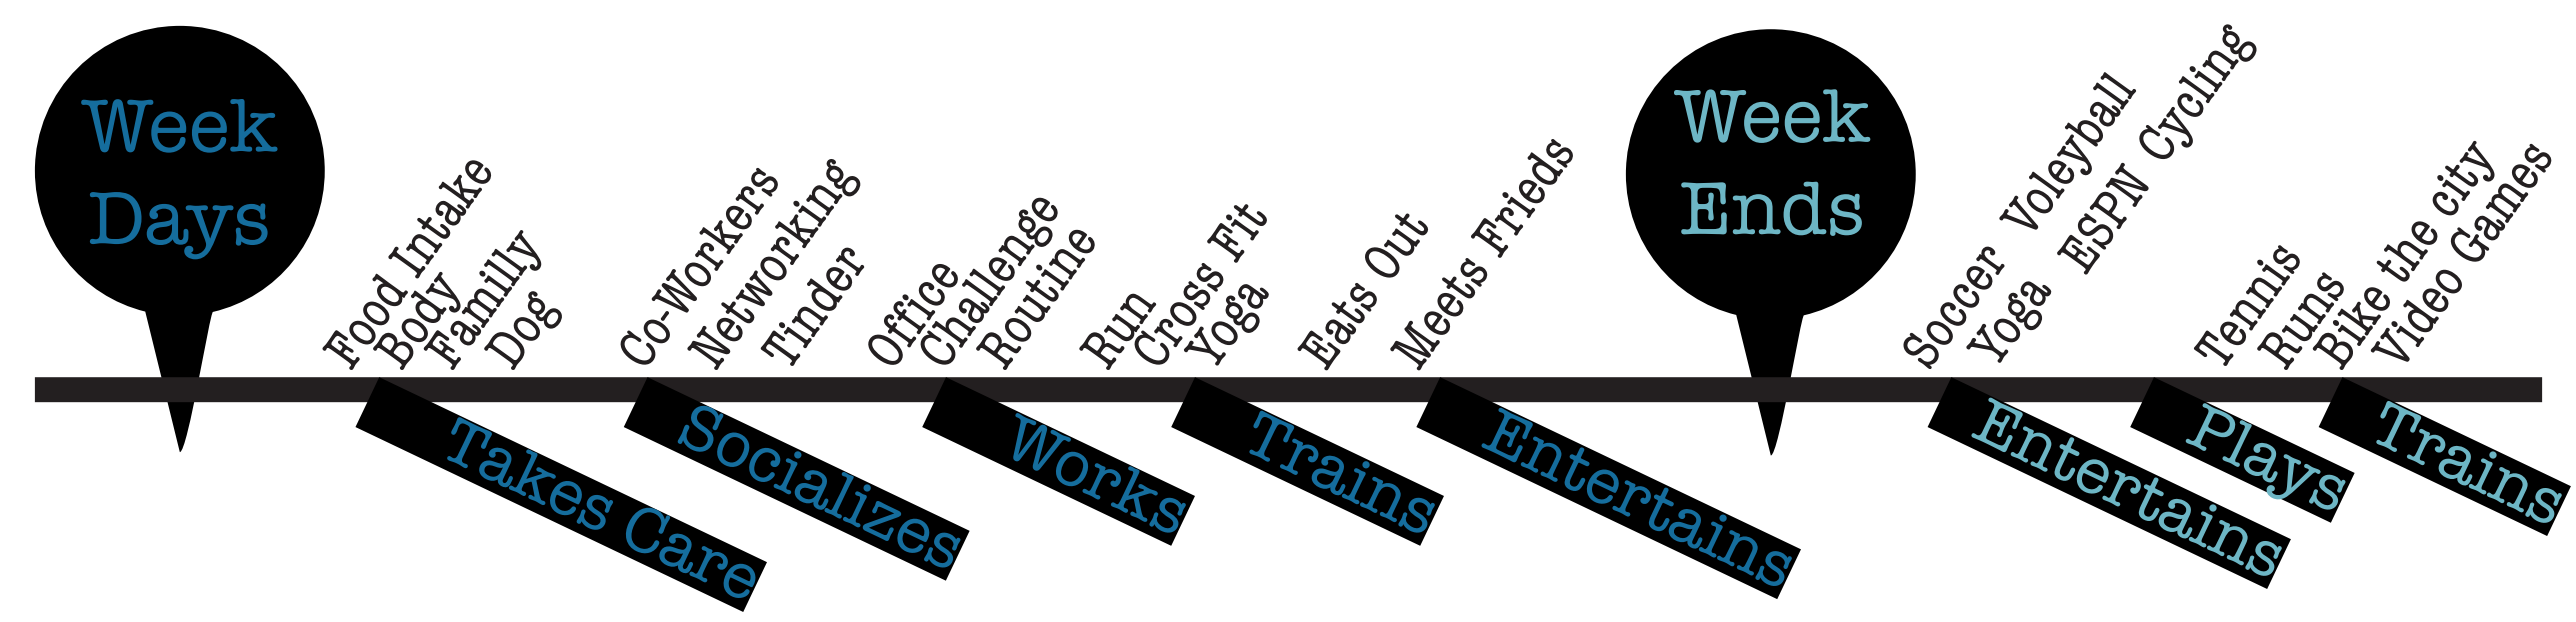 Week
Days
Food Intake
Body
Familly
Dog
Takes Care
Co-Workers
Networking
Tinder
Socializes
Office
Challenge
Routine
Works
Run
Cross Fit
Yoga
Trains
Eats Out
Meets Frieds
Entertains
Week
Ends
Soccer Voleyball
Yoga ESPN Cycling
Entertains
Tennis
Runs
Plays
Bike the city
Video Games
Trains